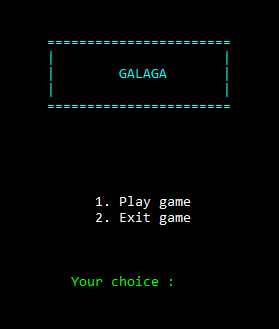 =======================
|                     |
|        GALAGA       |
|                     |
=======================
1. Play game
2. Exit game
Your choice :